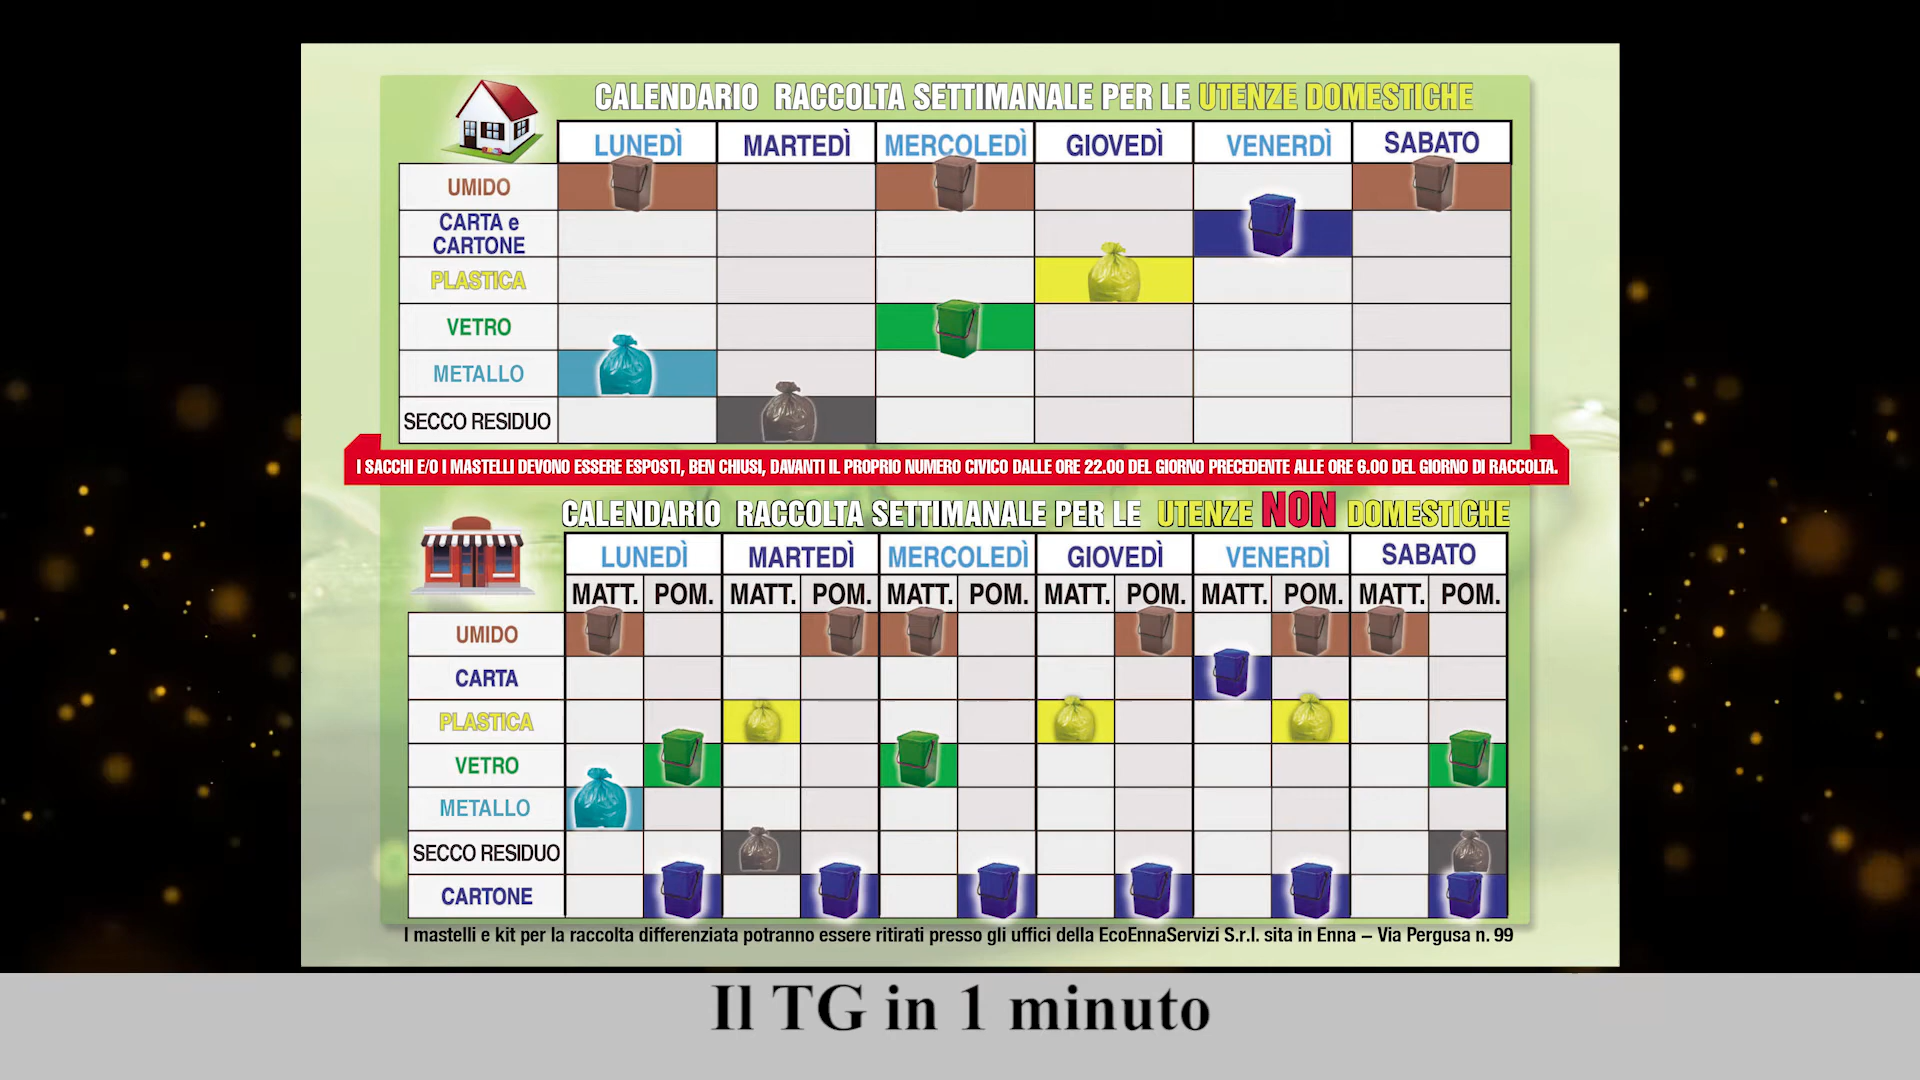 CALENDARIO RACCOLTA SETTIMANALE PER LE UTENZE DOMESTICHE
LUNEDÌ MARTEDÌ MERCOLEDÌ GIOVEDÌ VENERDÌ SABATO
UMIDO
CARTA e
CARTONE
PLASTICA
VETRO
METALLO
SECCO RESIDUO
I SACCHI E/O I MASTELLI DEVONO ESSERE ESPOSTI, BEN CHIUSI, DAVANTI IL PROPRIO NUMERO CIVICO DALLE ORE 22.00 DEL GIORNO PRECEDENTE ALLE ORE 6.00 DEL GIORNO DI RACCOLTA.
CALENDARIO RACCOLTA SETTIMANALE PER LE UTENZE NON DOMESTICHE
LUNEDÌ MARTEDÌ MERCOLEDÌ GIOVEDÌ VENERDÌ SABATO
MATT. POM. MATT. POM. MATT. POM. MATT. POM. MATT. POM. MATT. POM.
UMIDO
CARTA
PLASTICA
VETRO
METALLO
SECCO RESIDUO
CARTONE
I mastelli e kit per la raccolta differenziata potranno essere ritirati presso gli uffici della EcoEnnaServizi S.r.l. sita in Enna – Via Pergusa n. 99
Il TG in 1 minuto